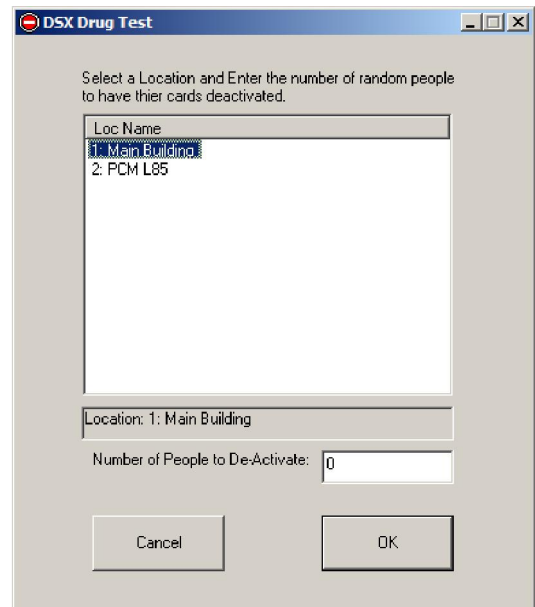 DSX Drug Test
Select a Location and Enter the number of random people
to have thier cards deactivated.
Loc Name
1: Main Building
2: PCM L85
Location: 1: Main Building
Number of People to De-Activate: 0
Cancel OK